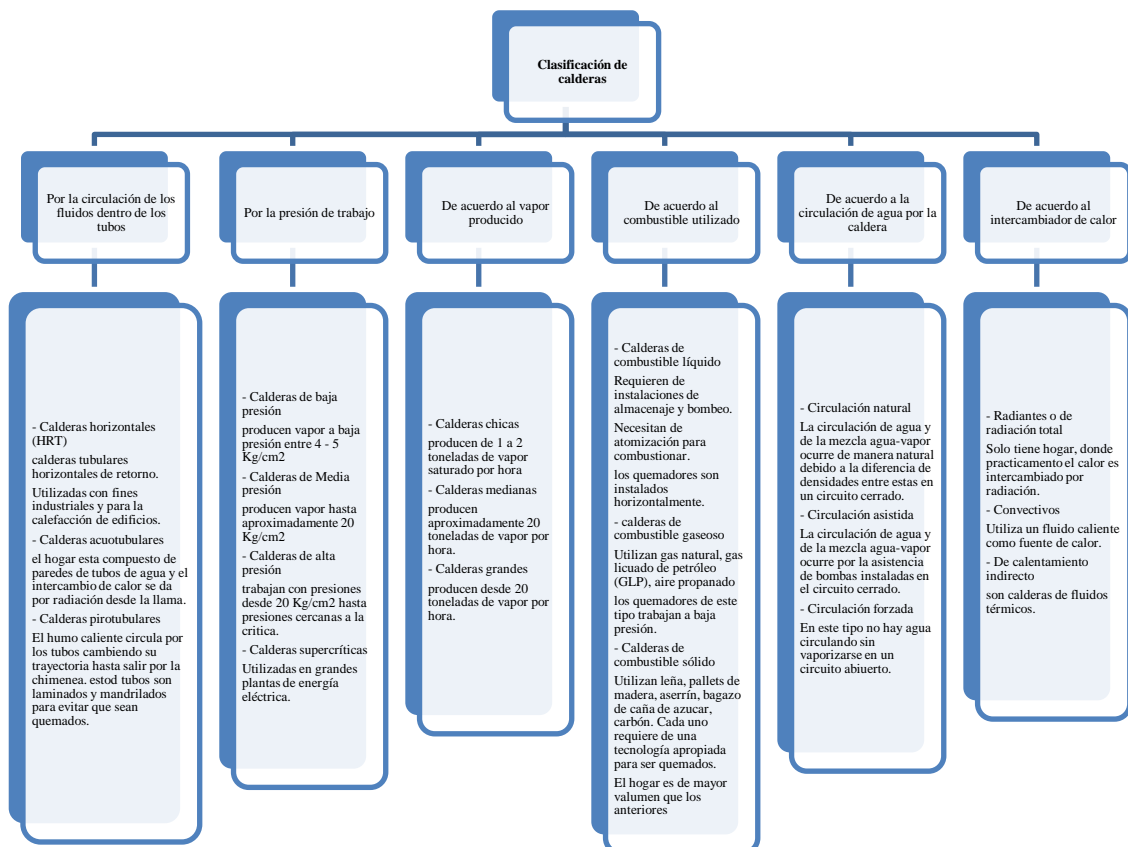 Clasificación de
calderas
Por la circulación de los
fluidos dentro de los
tubos
Por la presión de trabajo
De acuerdo al vapor
producido
De acuerdo al
combustible utilizado
De acuerdo a la
circulación de agua por la
caldera
De acuerdo al
intercambiador de calor
- Calderas horizontales
(HRT)
calderas tubulares
horizontales de retorno.
Utilizadas con fines
industriales y para la
calefacción de edificios.
- Calderas acuotubulares
el hogar esta compuesto de
paredes de tubos de agua y el
intercambio de calor se da
por radiación desde la llama.
- Calderas pirotubulares
El humo caliente circula por
los tubos cambiendo su
trayectoria hasta salir por la
chimenea. estod tubos son
laminados y mandrilados
para evitar que sean
quemados.
- Calderas de baja
presión
producen vapor a baja
presión entre 4 - 5
Kg/cm2
- Calderas de Media
presión
producen vapor hasta
aproximadamente 20
Kg/cm2
- Calderas de alta
presión
trabajan con presiones
desde 20 Kg/cm2 hasta
presiones cercanas a la
critica.
- Calderas supercríticas
Utilizadas en grandes
plantas de energía
eléctrica.
- Calderas chicas
producen de 1 a 2
toneladas de vapor
saturado por hora
- Calderas medianas
producen
aproximadamente 20
toneladas de vapor por
hora.
- Calderas grandes
producen desde 20
toneladas de vapor por
hora.
- Calderas de
combustible líquido
Requieren de
instalaciones de
almacenaje y bombeo.
Necesitan de
atomización para
combustionar.
los quemadores son
instalados
horizontalmente.
- calderas de
combustible gaseoso
Utilizan gas natural, gas
licuado de petróleo
(GLP), aire propanado
los quemadores de este
tipo trabajan a baja
presión.
- Calderas de
combustible sólido
Utilizan leña, pallets de
madera, aserrín, bagazo
de caña de azucar,
carbón. Cada uno
requiere de una
tecnología apropiada
para ser quemados.
El hogar es de mayor
valumen que los
anteriores
- Circulación natural
La circulación de agua y
de la mezcla agua-vapor
ocurre de manera natural
debido a la diferencia de
densidades entre estas en
un circuito cerrado.
- Circulación asistida
La circulación de agua y
de la mezcla agua-vapor
ocurre por la asistencia
de bombas instaladas en
el circuito cerrado.
- Circulación forzada
En este tipo no hay agua
circulando sin
vaporizarse en un
circuito abiuerto.
- Radiantes o de
radiación total
Solo tiene hogar, donde
practicamento el calor es
intercambiado por
radiación.
- Convectivos
Utiliza un fluido caliente
como fuente de calor.
- De calentamiento
indirecto
son calderas de fluidos
térmicos.